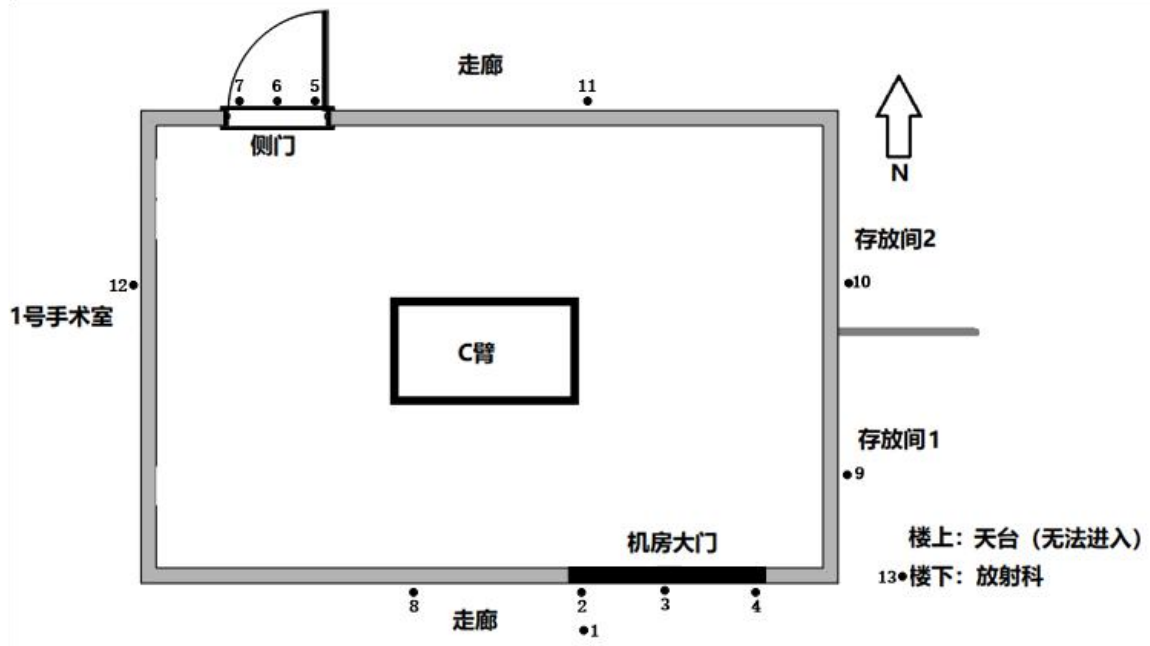 走廊
7 6 5
11
侧门
N
存放间2
12
10
1号手术室
C臂
存放间1
9
机房大门
楼上：天台（无法进入）
13 楼下：放射科
8
2
3
4
走廊
1